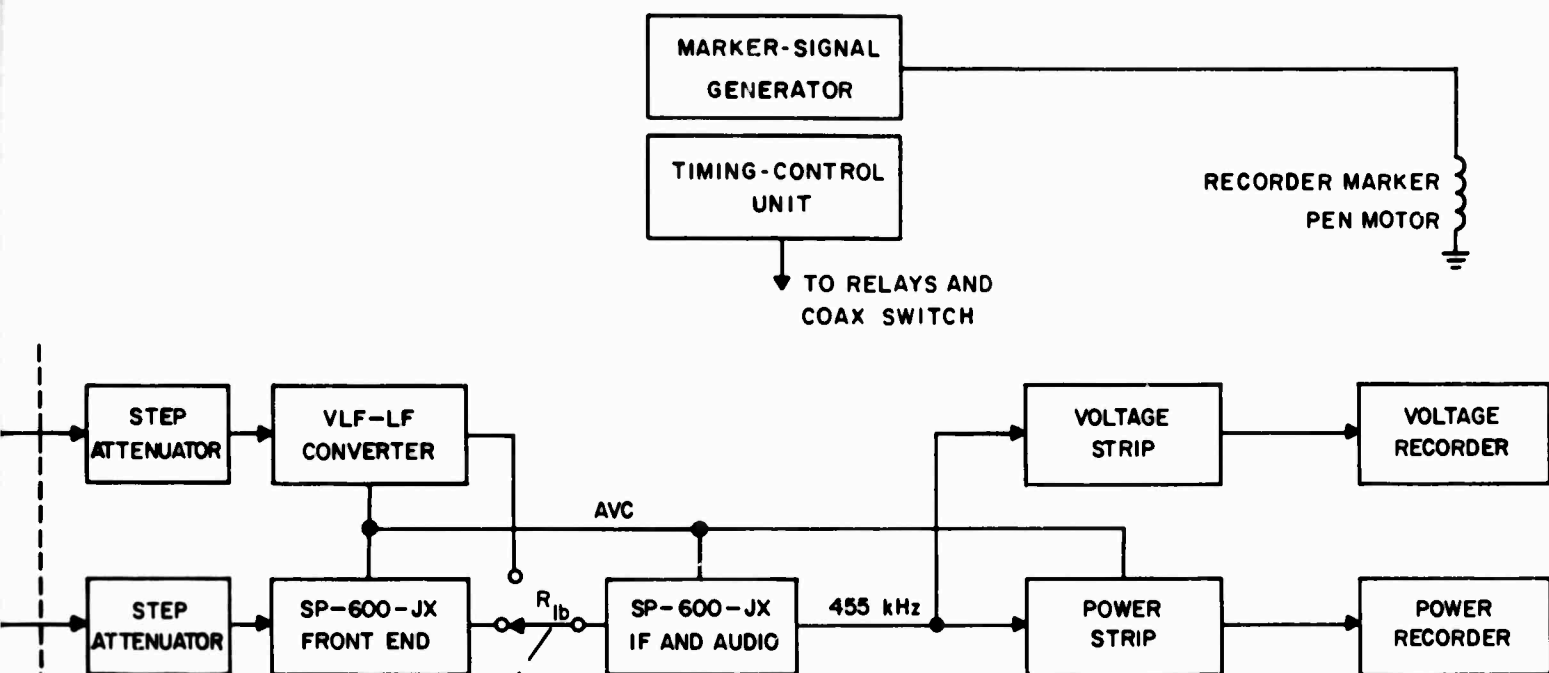 MARKER-SIGNAL
GENERATOR
TIMING-CONTROL
UNIT
RECORDER MARKER
PEN MOTOR
TO RELAYS AND
COAX SWITCH
STEP
ATTENUATOR
VLF-LF
CONVERTER
VOLTAGE
STRIP
VOLTAGE
RECORDER
AVC
STEP
ATTENUATOR
SP-600-JX
FRONT END
R1b
SP-600-JX
IF AND AUDIO
455 kHz
POWER
STRIP
POWER
RECORDER